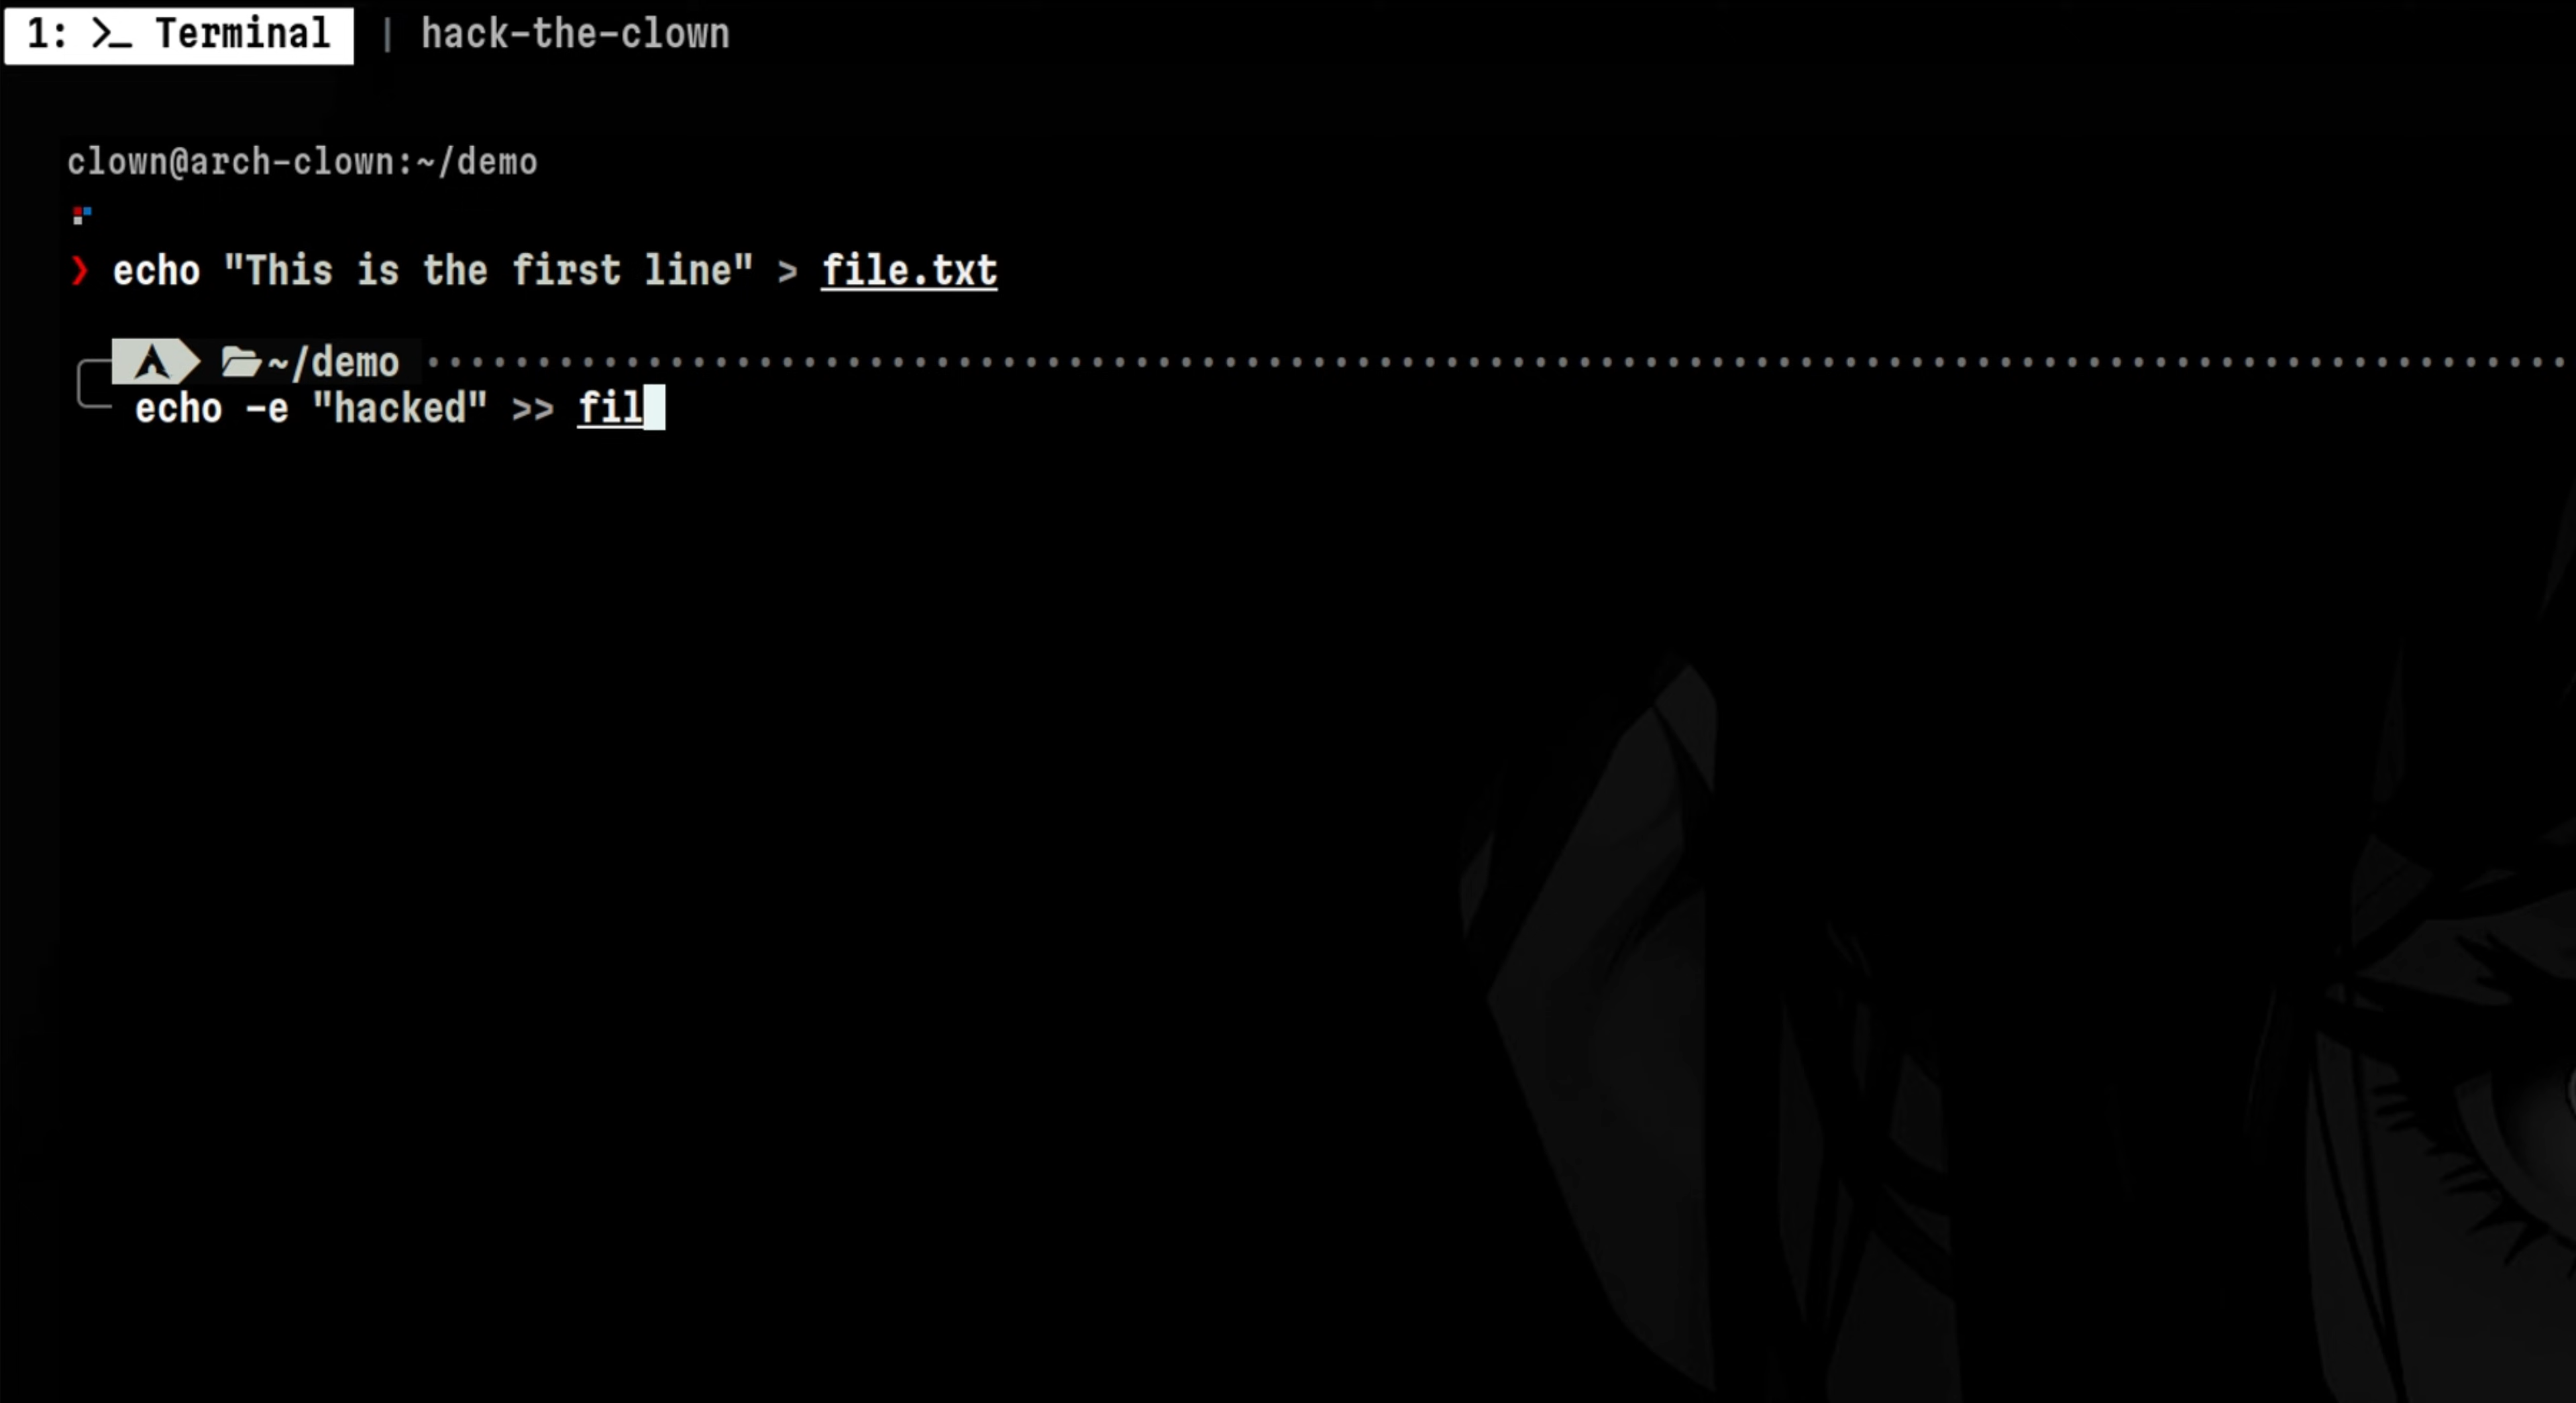 1: >_ Terminal | hack-the-clown
clown@arch-clown:~/demo
❯ echo "This is the first line" > file.txt
~/demo
echo -e "hacked" >> fil